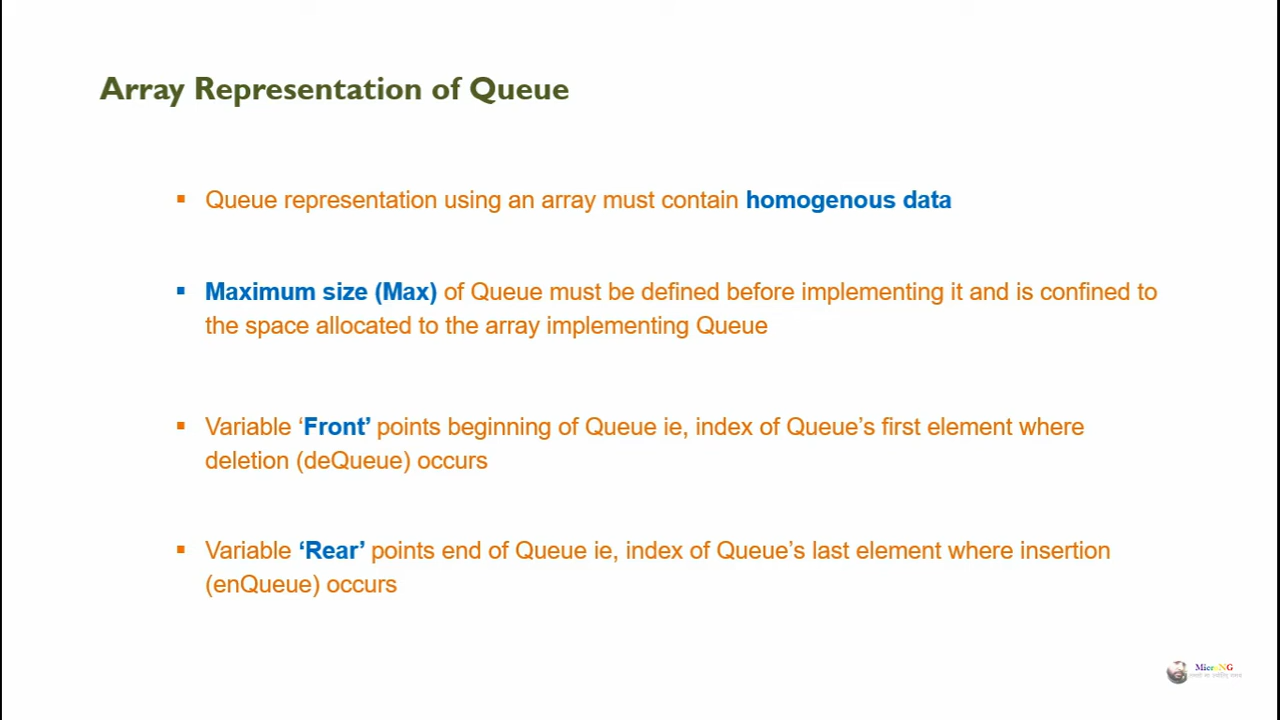 Array Representation of Queue
▪ Queue representation using an array must contain homogenous data
▪ Maximum size (Max) of Queue must be defined before implementing it and is confined to
the space allocated to the array implementing Queue
▪ Variable ‘Front’ points beginning of Queue ie, index of Queue’s first element where
deletion (deQueue) occurs
▪ Variable ‘Rear’ points end of Queue ie, index of Queue’s last element where insertion
(enQueue) occurs
MicroNG